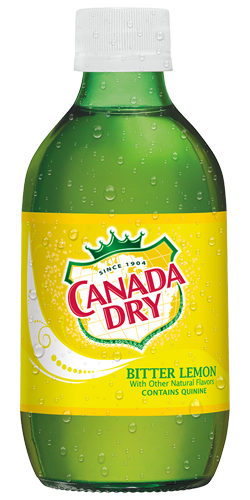 SINCE 1904
CANADA
DRY
BITTER LEMON
With Other Natural Flavors
CONTAINS QUININE